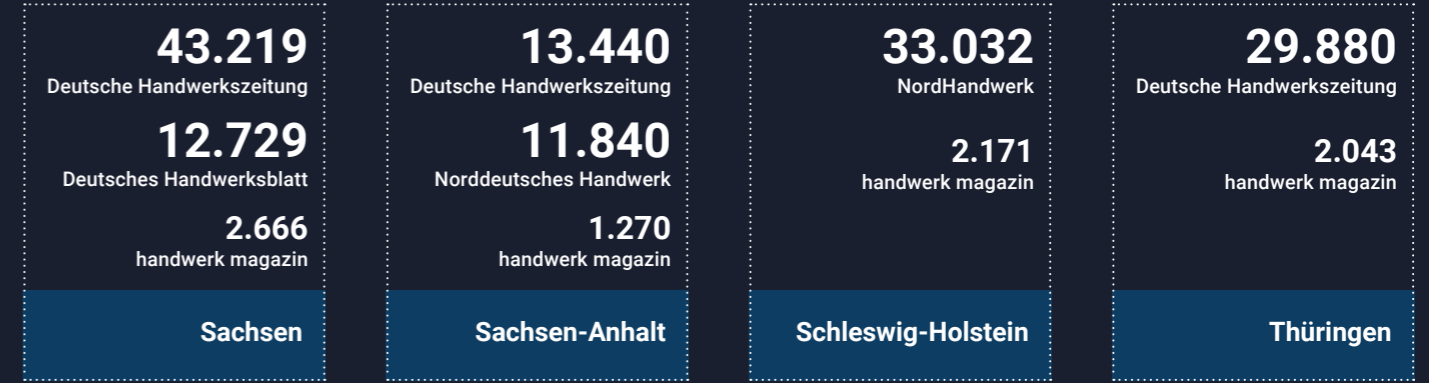 43.219
Deutsche Handwerkszeitung
12.729
Deutsches Handwerksblatt
2.666
handwerk magazin
Sachsen
13.440
Deutsche Handwerkszeitung
11.840
Norddeutsches Handwerk
1.270
handwerk magazin
Sachsen-Anhalt
33.032
NordHandwerk
2.171
handwerk magazin
Schleswig-Holstein
29.880
Deutsche Handwerkszeitung
2.043
handwerk magazin
Thüringen